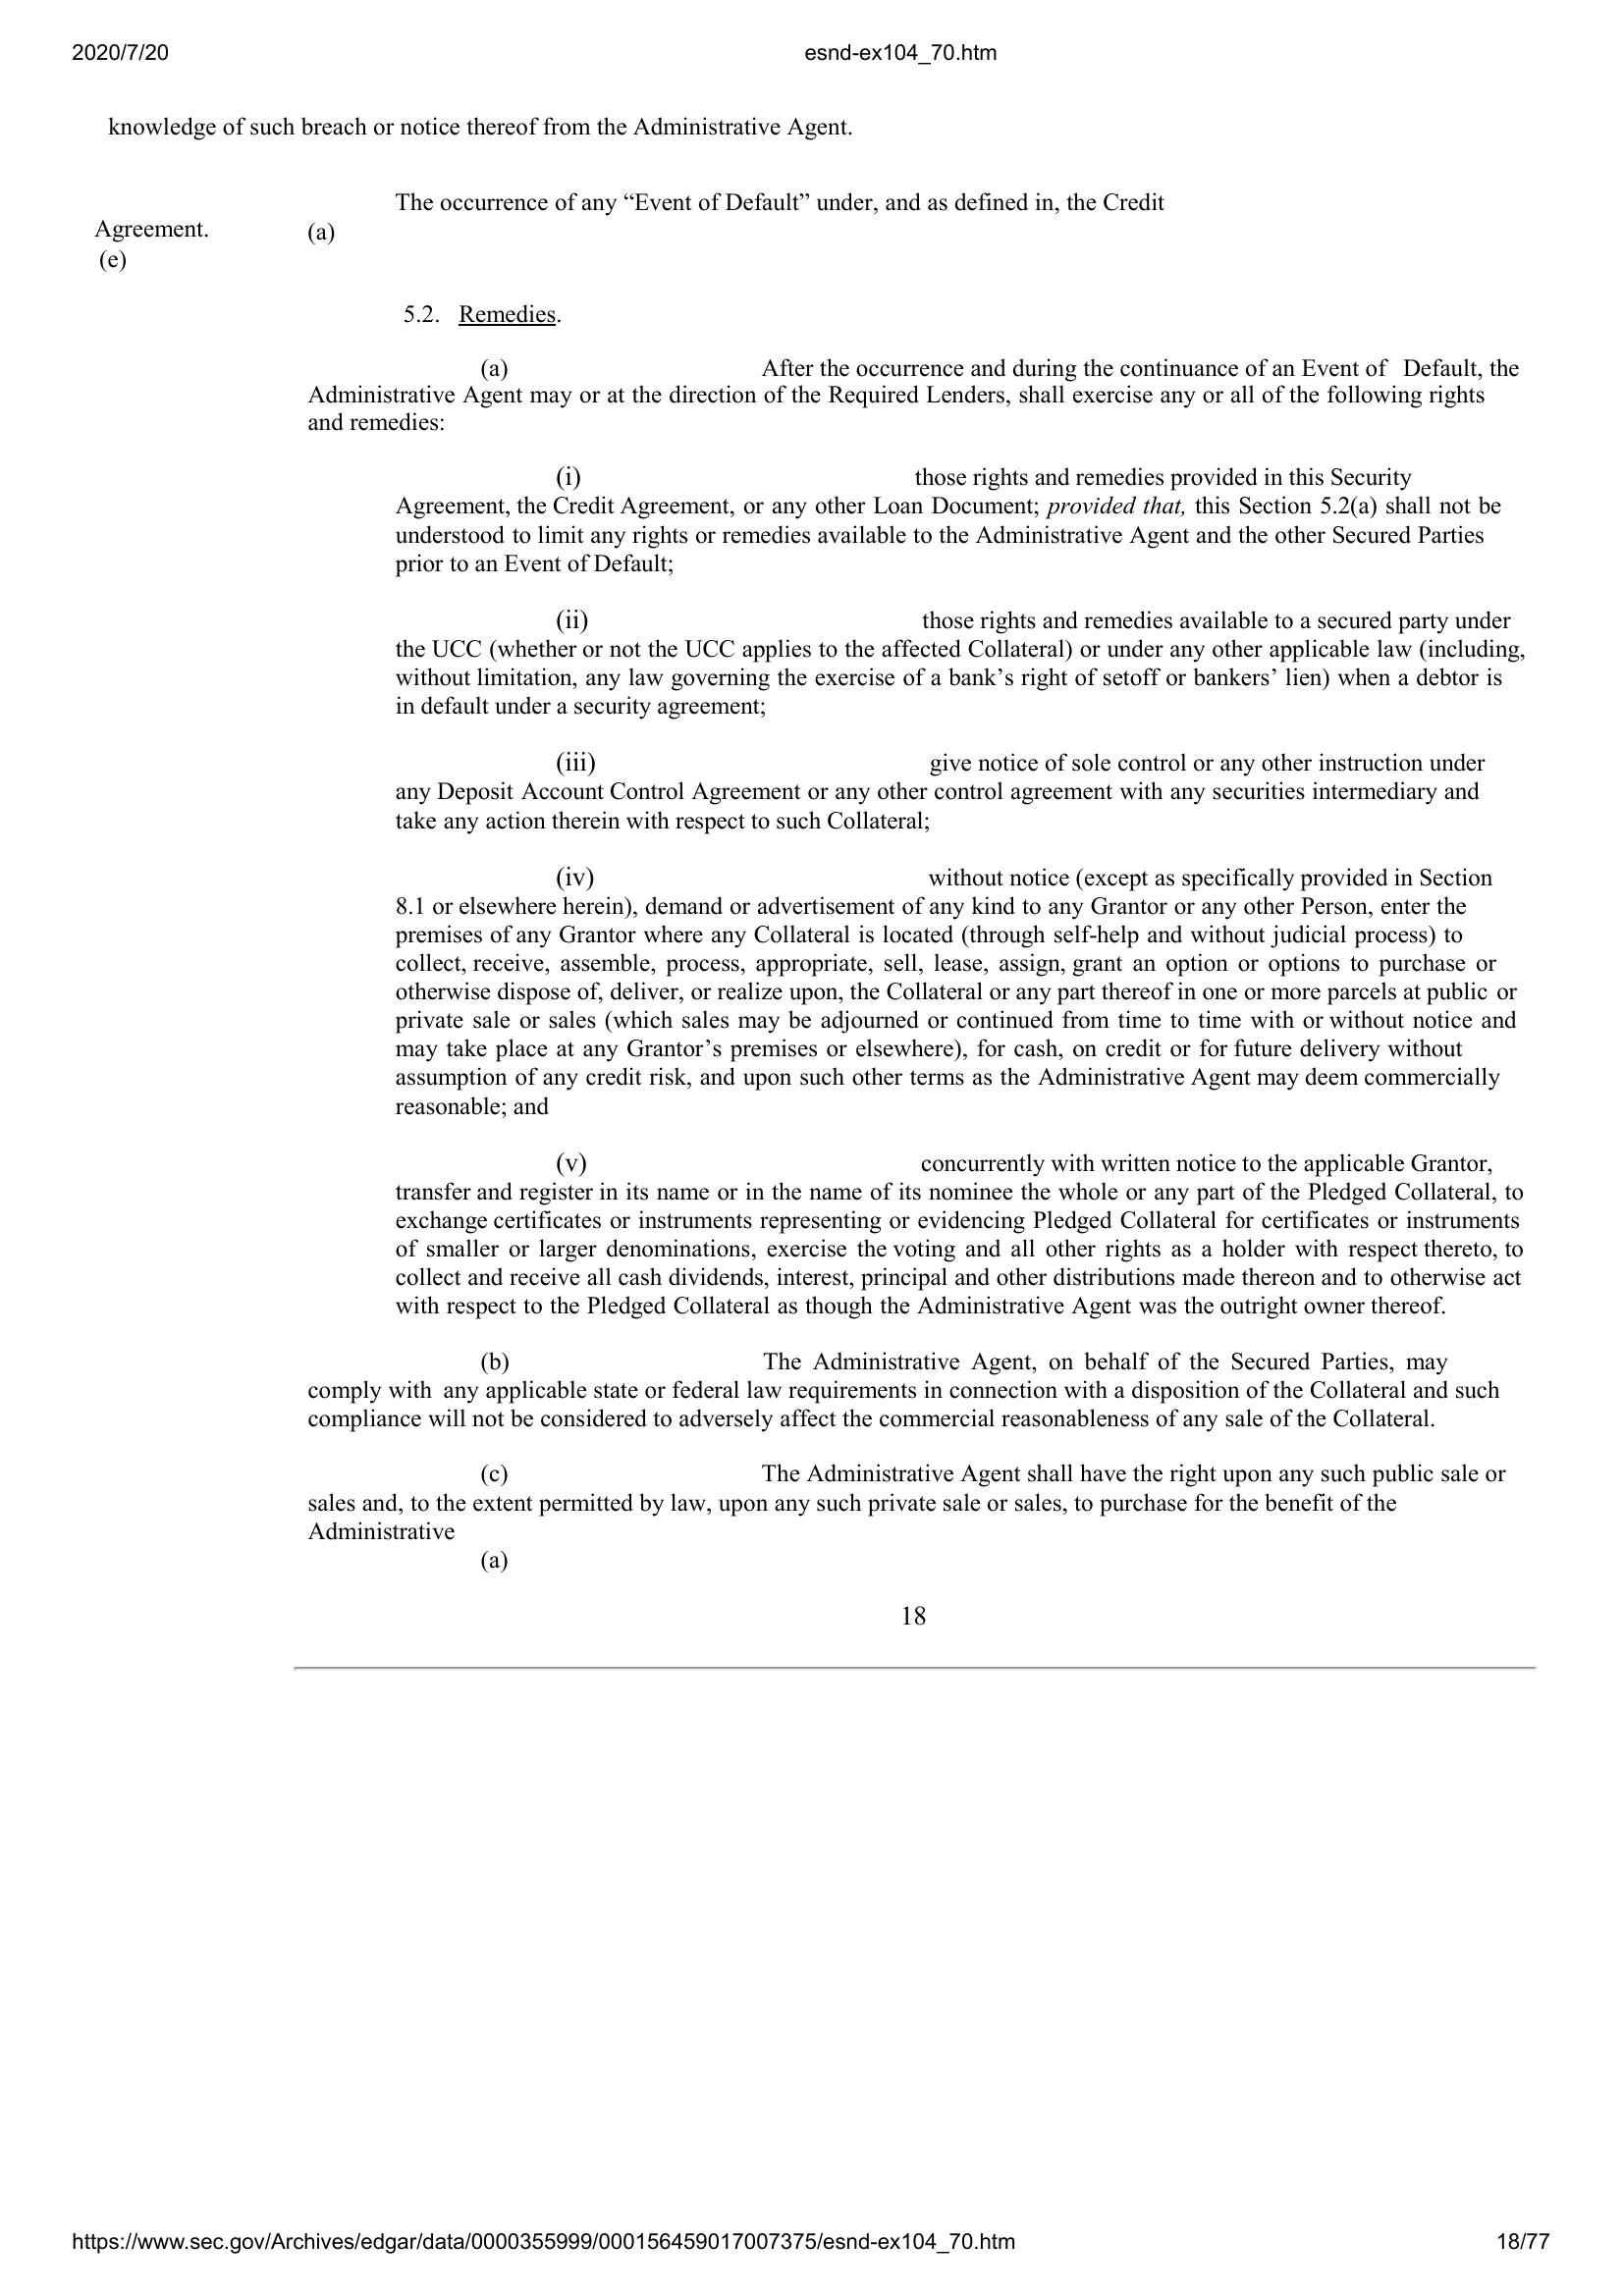 2020/7/20 esnd-ex104_70.htm
knowledge of such breach or notice thereof from the Administrative Agent.
The occurrence of any “Event of Default” under, and as defined in, the Credit
Agreement. (a)
(e)
5.2. Remedies.
(a) After the occurrence and during the continuance of an Event of Default, the
Administrative Agent may or at the direction of the Required Lenders, shall exercise any or all of the following rights
and remedies:
(i) those rights and remedies provided in this Security
Agreement, the Credit Agreement, or any other Loan Document; provided that, this Section 5.2(a) shall not be
understood to limit any rights or remedies available to the Administrative Agent and the other Secured Parties
prior to an Event of Default;
(ii) those rights and remedies available to a secured party under
the UCC (whether or not the UCC applies to the affected Collateral) or under any other applicable law (including,
without limitation, any law governing the exercise of a bank’s right of setoff or bankers’ lien) when a debtor is
in default under a security agreement;
(iii) give notice of sole control or any other instruction under
any Deposit Account Control Agreement or any other control agreement with any securities intermediary and
take any action therein with respect to such Collateral;
(iv) without notice (except as specifically provided in Section
8.1 or elsewhere herein), demand or advertisement of any kind to any Grantor or any other Person, enter the
premises of any Grantor where any Collateral is located (through self-help and without judicial process) to
collect, receive, assemble, process, appropriate, sell, lease, assign, grant an option or options to purchase or
otherwise dispose of, deliver, or realize upon, the Collateral or any part thereof in one or more parcels at public or
private sale or sales (which sales may be adjourned or continued from time to time with or without notice and
may take place at any Grantor’s premises or elsewhere), for cash, on credit or for future delivery without
assumption of any credit risk, and upon such other terms as the Administrative Agent may deem commercially
reasonable; and
(v) concurrently with written notice to the applicable Grantor,
transfer and register in its name or in the name of its nominee the whole or any part of the Pledged Collateral, to
exchange certificates or instruments representing or evidencing Pledged Collateral for certificates or instruments
of smaller or larger denominations, exercise the voting and all other rights as a holder with respect thereto, to
collect and receive all cash dividends, interest, principal and other distributions made thereon and to otherwise act
with respect to the Pledged Collateral as though the Administrative Agent was the outright owner thereof.
(b) The Administrative Agent, on behalf of the Secured Parties, may
comply with any applicable state or federal law requirements in connection with a disposition of the Collateral and such
compliance will not be considered to adversely affect the commercial reasonableness of any sale of the Collateral.
(c) The Administrative Agent shall have the right upon any such public sale or
sales and, to the extent permitted by law, upon any such private sale or sales, to purchase for the benefit of the
Administrative
(a)
18
https://www.sec.gov/Archives/edgar/data/0000355999/000156459017007375/esnd-ex104_70.htm 18/77